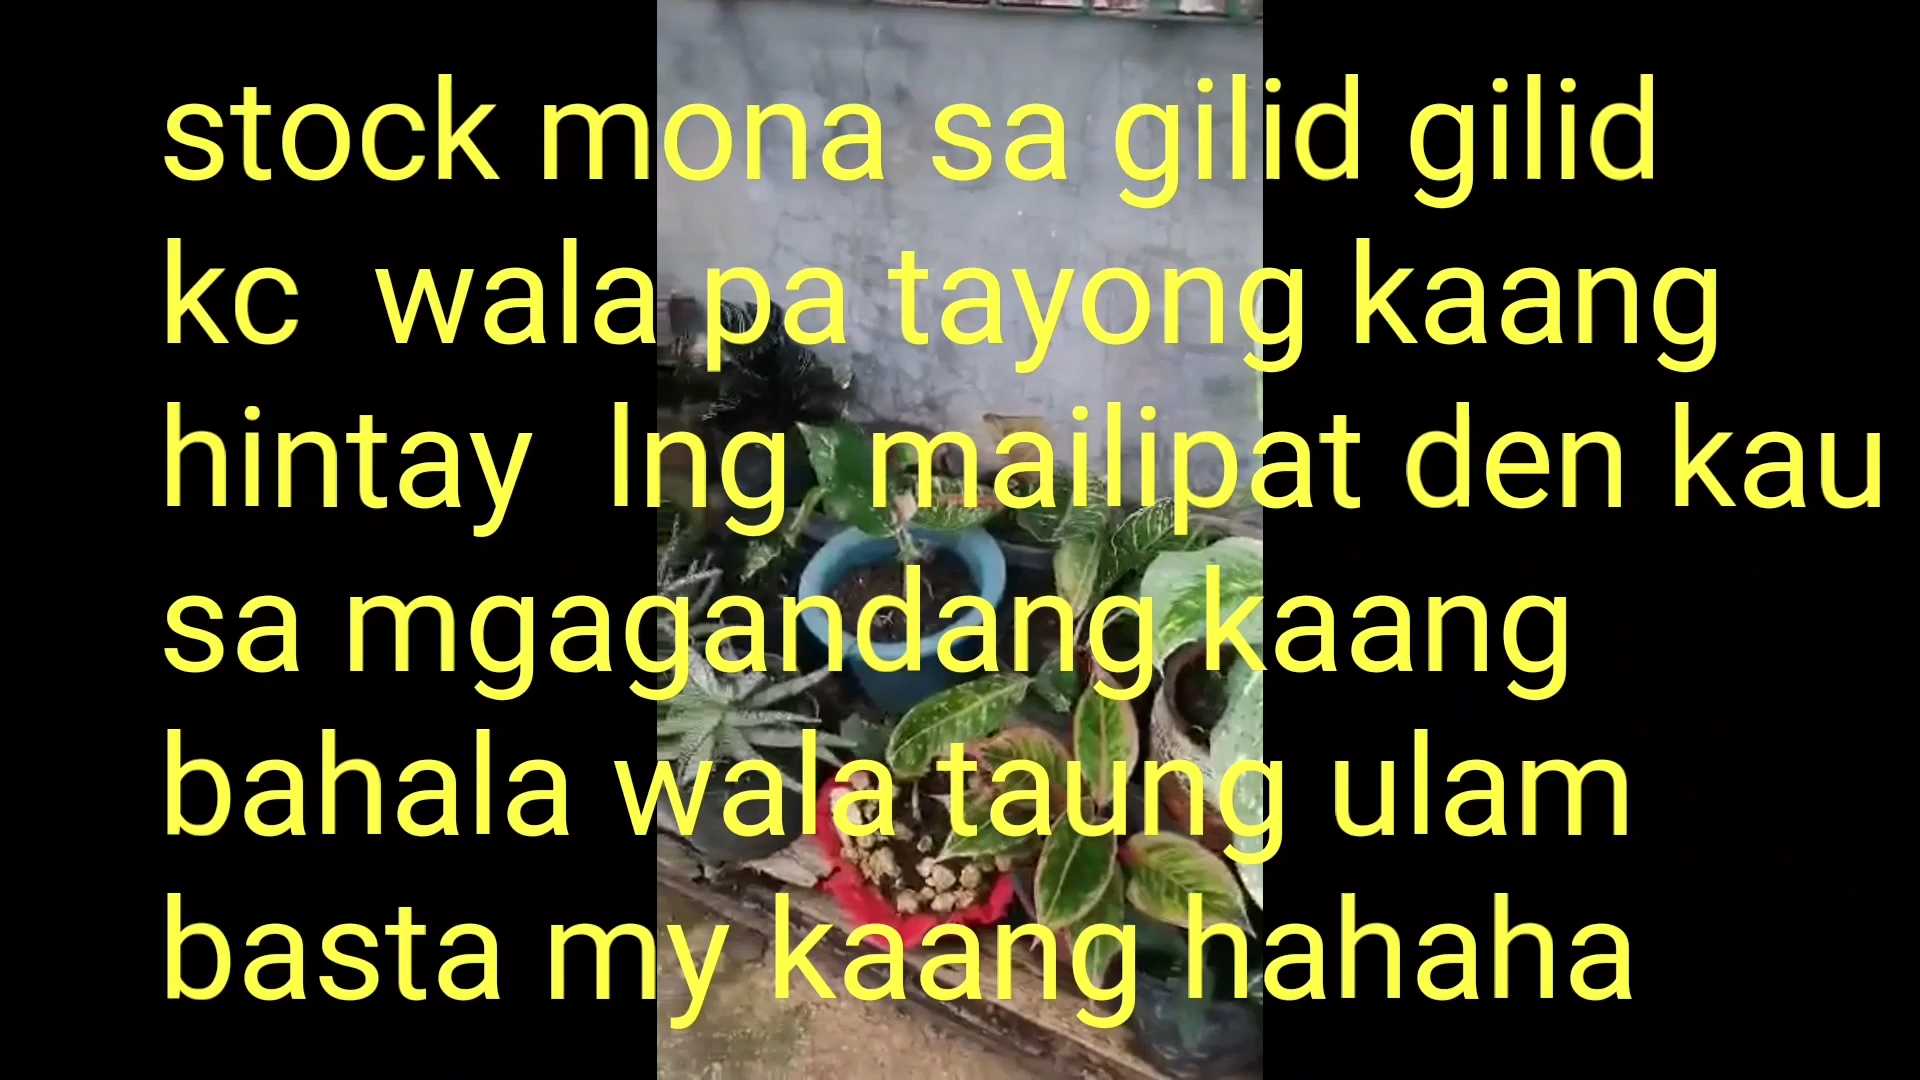 stock mona sa gilid gilid
kc wala pa tayong kaang
hintay lng mailipat den kau
sa mgagandang kaang
bahala wala taung ulam
basta my kaang hahaha